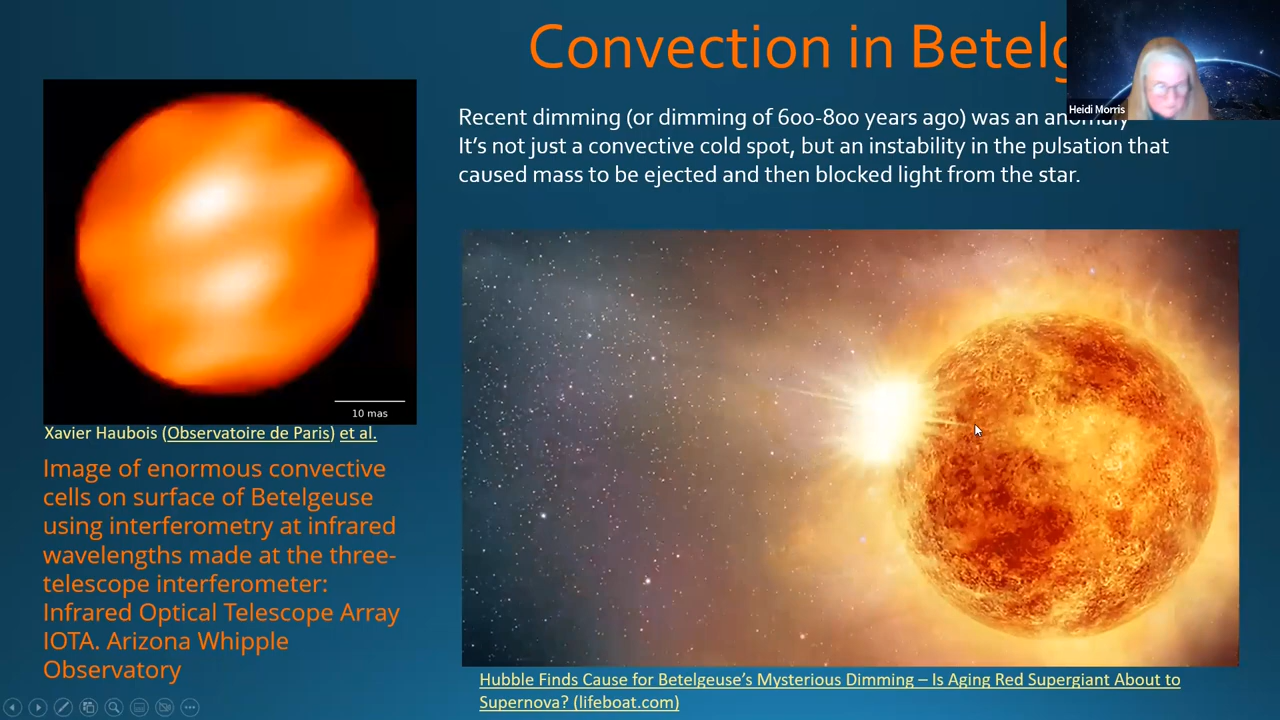 Convection in Betelg
Heidi Morris
Recent dimming (or dimming of 600-800 years ago) was an anomaly
It's not just a convective cold spot, but an instability in the pulsation that
caused mass to be ejected and then blocked light from the star.
10 mas
Xavier Haubois (Observatoire de Paris) et al.
Image of enormous convective
cells on surface of Betelgeuse
using interferometry at infrared
wavelengths made at the three-
telescope interferometer:
Infrared Optical Telescope Array
IOTA. Arizona Whipple
Observatory
Hubble Finds Cause for Betelgeuse's Mysterious Dimming – Is Aging Red Supergiant About to
Supernova? (lifeboat.com)